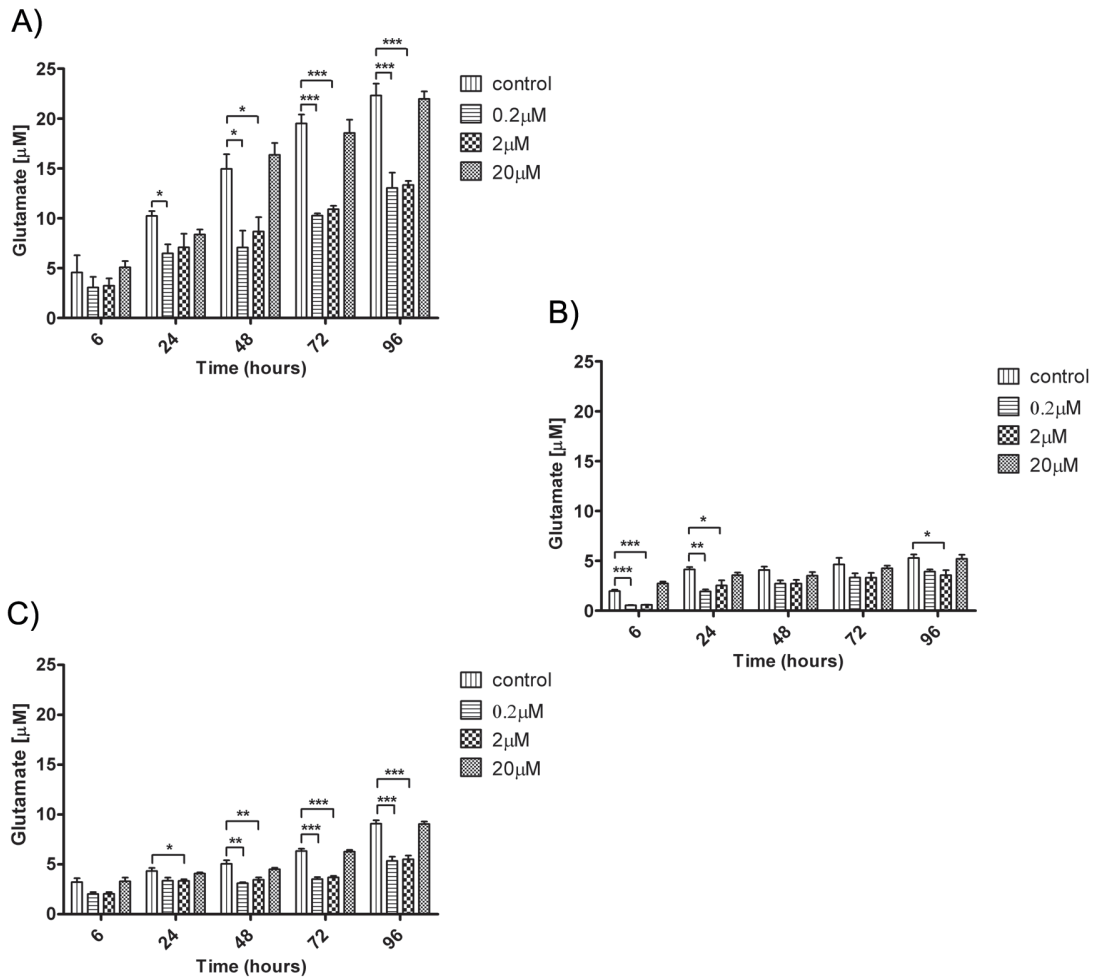 A)
***
***
***
***
*
*
*
25
20
15
10
5
0
Glutamate [μM]
6
24
48
72
96
Time (hours)
control
0.2μM
2μM
20μM
B)
25
20
15
10
5
0
Glutamate [μM]
***
***
*
**
*
6
24
48
72
96
Time (hours)
control
0.2μM
2μM
20μM
C)
25
20
15
10
5
0
Glutamate [μM]
*
**
**
***
***
***
***
6
24
48
72
96
Time (hours)
control
0.2μM
2μM
20μM